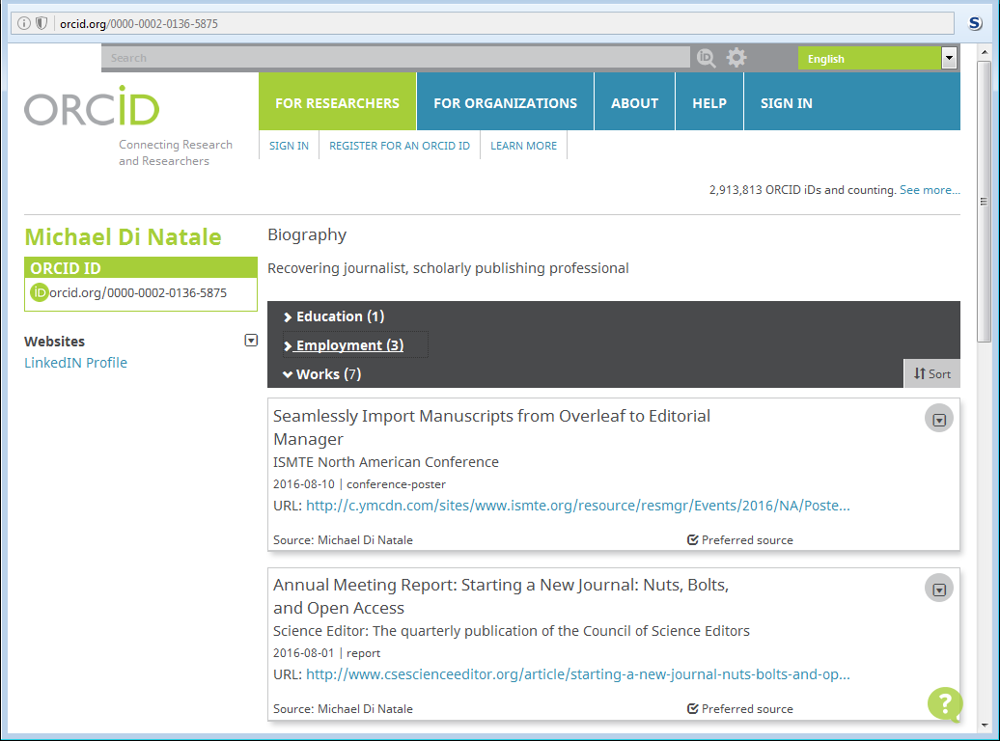 orcid.org/0000-0002-0136-5875
S
Search
iD
English
ORCiD
FOR RESEARCHERS
FOR ORGANIZATIONS
ABOUT
HELP
SIGN IN
Connecting Research
and Researchers
SIGN IN
REGISTER FOR AN ORCID ID
LEARN MORE
2,913,813 ORCID iDs and counting. See more...
Michael Di Natale
ORCID ID
iD orcid.org/0000-0002-0136-5875
Websites
LinkedIN Profile
Biography
Recovering journalist, scholarly publishing professional
Education (1)
Employment (3)
Works (7)
Sort
Seamlessly Import Manuscripts from Overleaf to Editorial
Manager
ISMTE North American Conference
2016-08-10 | conference-poster
URL: http://c.ymcdn.com/sites/www.ismte.org/resource/resmgr/Events/2016/NA/Poste...
Source: Michael Di Natale
Preferred source
Annual Meeting Report: Starting a New Journal: Nuts, Bolts,
and Open Access
Science Editor: The quarterly publication of the Council of Science Editors
2016-08-01 | report
URL: http://www.csescienceeditor.org/article/starting-a-new-journal-nuts-bolts-and-op...
Source: Michael Di Natale
Preferred source
?